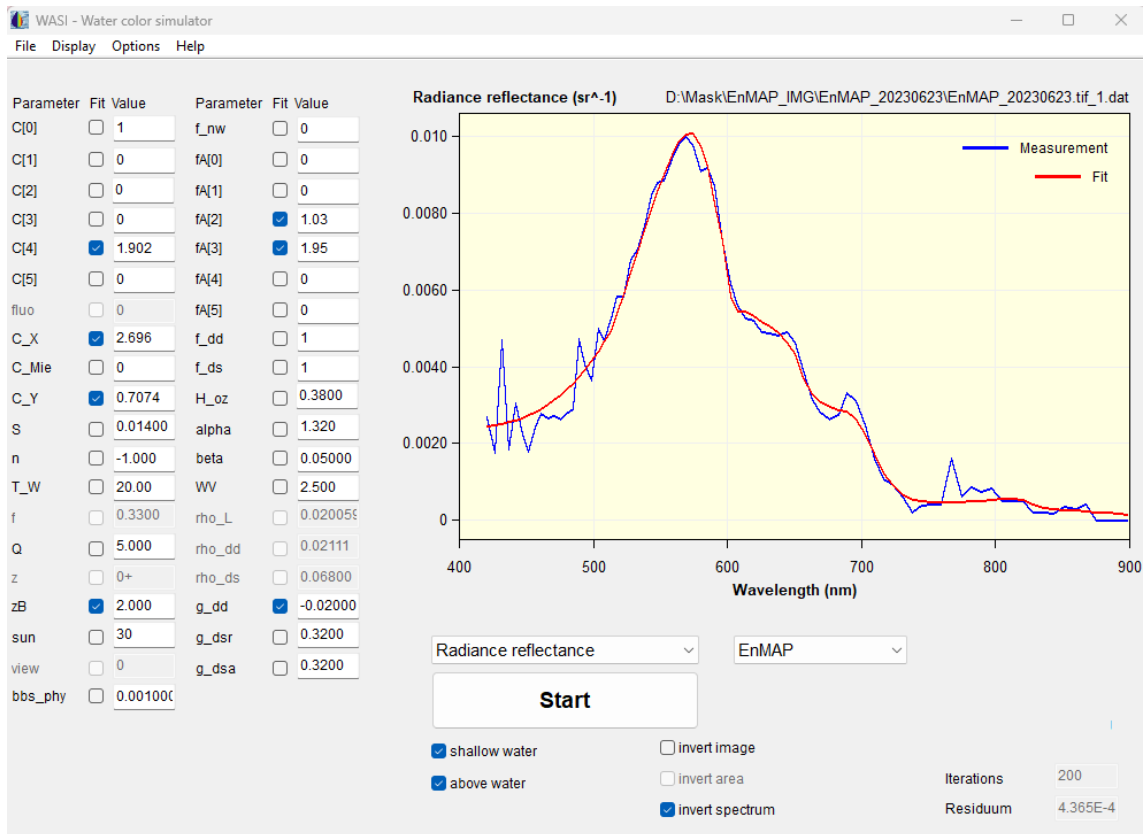 WASI - Water color simulator
File Display Options Help
Parameter Fit Value Parameter Fit Value
C[0] 1 f_nw 0
C[1] 0 fA[0] 0
C[2] 0 fA[1] 0
C[3] 0 fA[2] 1.03
C[4] 1.902 fA[3] 1.95
C[5] 0 fA[4] 0
fluo 0 fA[5] 0
C_X 2.696 f_dd 1
C_Mie 0 f_ds 1
C_Y 0.7074 H_oz 0.3800
S 0.01400 alpha 1.320
n -1.000 beta 0.05000
T_W 20.00 WV 2.500
f 0.3300 rho_L 0.020059
Q 5.000 rho_dd 0.02111
z 0+ rho_ds 0.06800
zB 2.000 g_dd -0.02000
sun 30 g_dsr 0.3200
view 0 g_dsa 0.3200
bbs_phy 0.001000
Radiance reflectance (sr^-1) D:\Mask\EnMAP_IMG\EnMAP_20230623\EnMAP_20230623.tif_1.dat
0.010
0.0080
0.0060
0.0040
0.0020
0
Measurement
Fit
400 500 600 700 800 900
Wavelength (nm)
Radiance reflectance EnMAP
Start
shallow water invert image
above water invert area Iterations 200
invert spectrum Residuum 4.365E-4